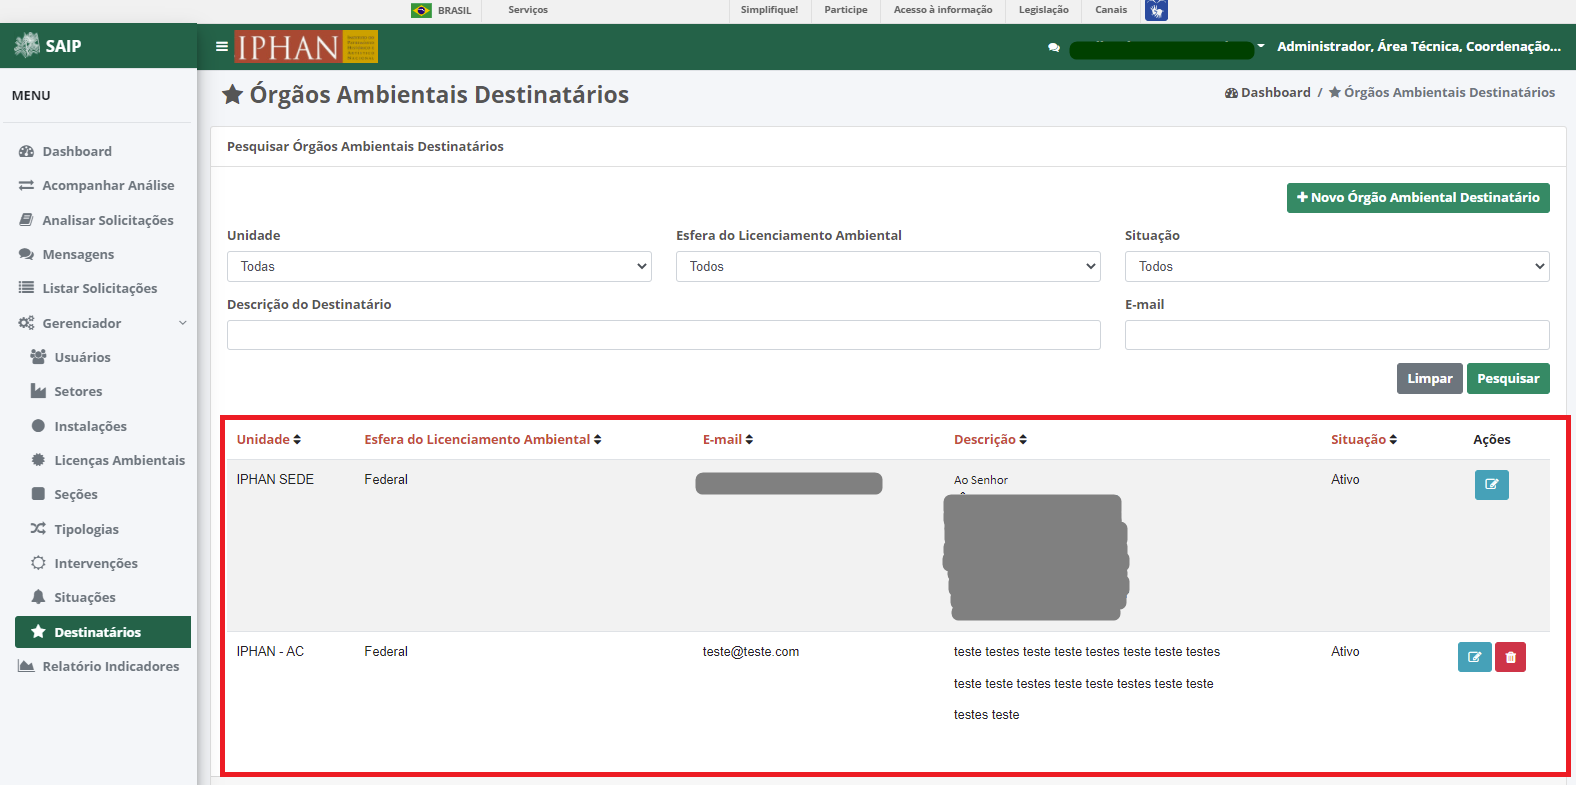 BRASIL Serviços Simplifique! Participe Acesso à informação Legislação Canais
SAIP
IPHAN
Administrador, Área Técnica, Coordenação...
MENU
Dashboard
Acompanhar Análise
Analisar Solicitações
Mensagens
Listar Solicitações
Gerenciador
Usuários
Setores
Instalações
Licenças Ambientais
Seções
Tipologias
Intervenções
Situações
Destinatários
Relatório Indicadores
Órgãos Ambientais Destinatários
Dashboard / Órgãos Ambientais Destinatários
Pesquisar Órgãos Ambientais Destinatários
Novo Órgão Ambiental Destinatário
Unidade Esfera do Licenciamento Ambiental Situação
Todas Todos Todos
Descrição do Destinatário E-mail
Limpar Pesquisar
Unidade Esfera do Licenciamento Ambiental E-mail Descrição Situação Ações
IPHAN SEDE Federal Ao Senhor Ativo
IPHAN - AC Federal teste@teste.com teste testes teste teste testes teste teste testes Ativo
teste teste testes teste teste testes teste teste
testes teste